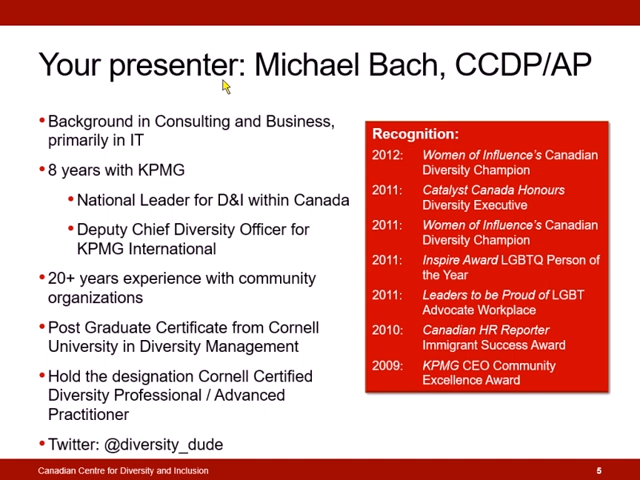 Your presenter: Michael Bach, CCDP/AP
•Background in Consulting and Business,
primarily in IT
•8 years with KPMG
•National Leader for D&I within Canada
•Deputy Chief Diversity Officer for
KPMG International
•20+ years experience with community
organizations
•Post Graduate Certificate from Cornell
University in Diversity Management
•Hold the designation Cornell Certified
Diversity Professional / Advanced
Practitioner
•Twitter: @diversity_dude
Recognition:
2012: Women of Influence's Canadian
Diversity Champion
2011: Catalyst Canada Honours
Diversity Executive
2011: Women of Influence's Canadian
Diversity Champion
2011: Inspire Award LGBTQ Person of
the Year
2011: Leaders to be Proud of LGBT
Advocate Workplace
2010: Canadian HR Reporter
Immigrant Success Award
2009: KPMG CEO Community
Excellence Award
Canadian Centre for Diversity and Inclusion
5